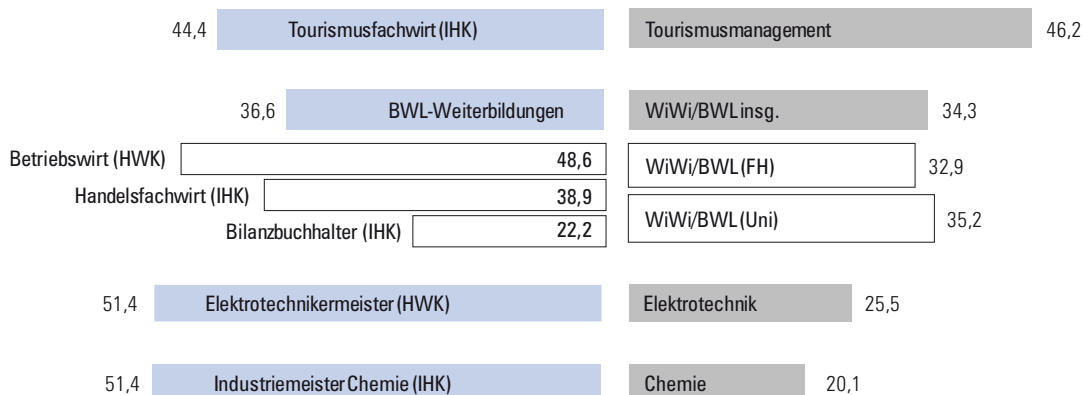 44,4 Tourismusfachwirt (IHK) Tourismusmanagement 46,2
36,6 BWL-Weiterbildungen WiWi/BWL insg. 34,3
Betriebswirt (HWK) 48,6 WiWi/BWL (FH) 32,9
Handelsfachwirt (IHK) 38,9
WiWi/BWL (Uni) 35,2
Bilanzbuchhalter (IHK) 22,2
51,4 Elektrotechnikermeister (HWK) Elektrotechnik 25,5
51,4 Industriemeister Chemie (IHK) Chemie 20,1